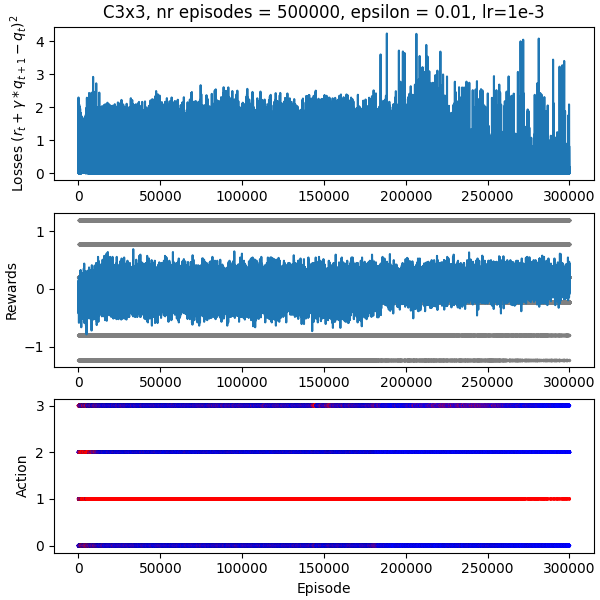 C3x3, nr episodes = 500000, epsilon = 0.01, lr=1e-3
Losses $(r_t + \gamma * q_{t+1} - q_t)^2$
4
3
2
1
0
0 50000 100000 150000 200000 250000 300000
Rewards
1
0
−1
0 50000 100000 150000 200000 250000 300000
Action
3
2
1
0
0 50000 100000 150000 200000 250000 300000
Episode